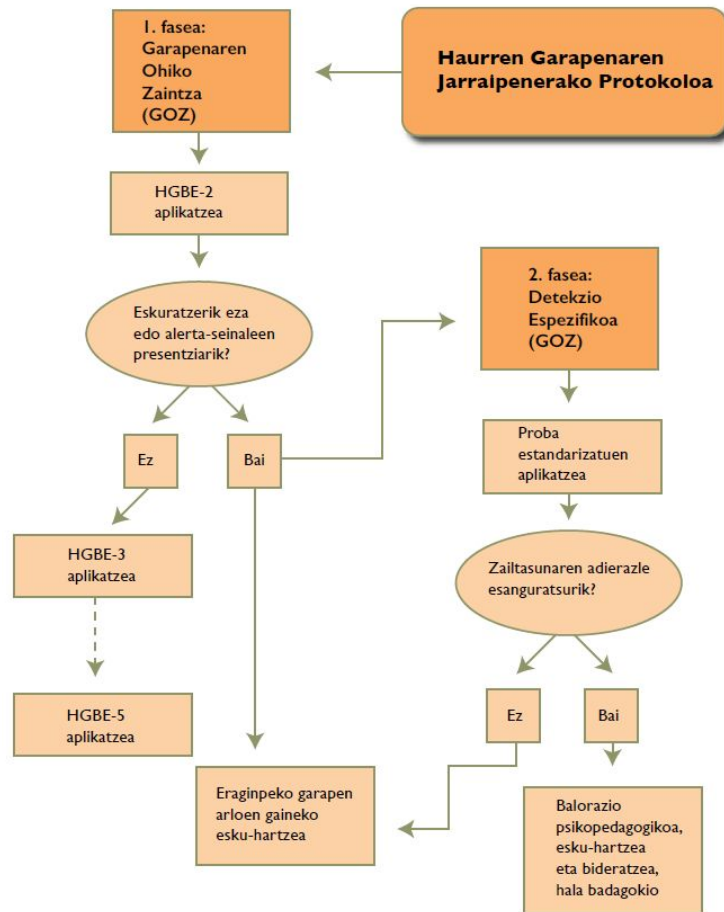 1. fasea:
Garapenaren
Ohiko
Zaintza
(GOZ)
Haurren Garapenaren
Jarraipenerako Protokoloa
HGBE-2
aplikatzea
Eskuratzerik eza
edo alerta-seinaleen
presentziarik?
2. fasea:
Detekzio
Espezifikoa
(GOZ)
Ez
Bai
Proba
estandarizatuen
aplikatzea
HGBE-3
aplikatzea
Zailtasunaren adierazle
esanguratsurik?
HGBE-5
aplikatzea
Ez
Bai
Eraginpeko garapen
arloen gaineko
esku-hartzea
Balorazio
psikopedagogikoa,
esku-hartzea
eta bideratzea,
hala badagokio